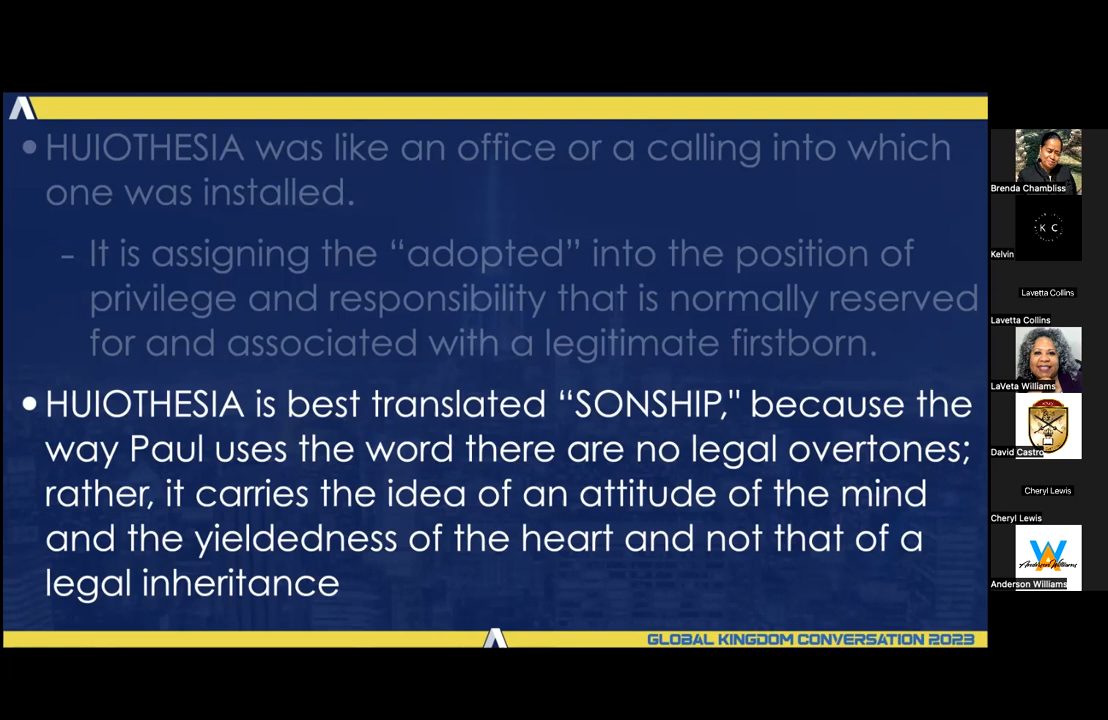 • HUIOTHESIA was like an office or a calling into which
one was installed.
- It is assigning the “adopted” into the position of
privilege and responsibility that is normally reserved
for and associated with a legitimate firstborn.
• HUIOTHESIA is best translated “SONSHIP," because the
way Paul uses the word there are no legal overtones;
rather, it carries the idea of an attitude of the mind
and the yieldedness of the heart and not that of a
legal inheritance
GLOBAL KINGDOM CONVERSATION 2023
Brenda Chambliss
K C
Kelvin
Lavetta Collins
Lavetta Collins
LaVeta Williams
David Castro
Cheryl Lewis
Cheryl Lewis
WA
Anderson Williams
Anderson Williams